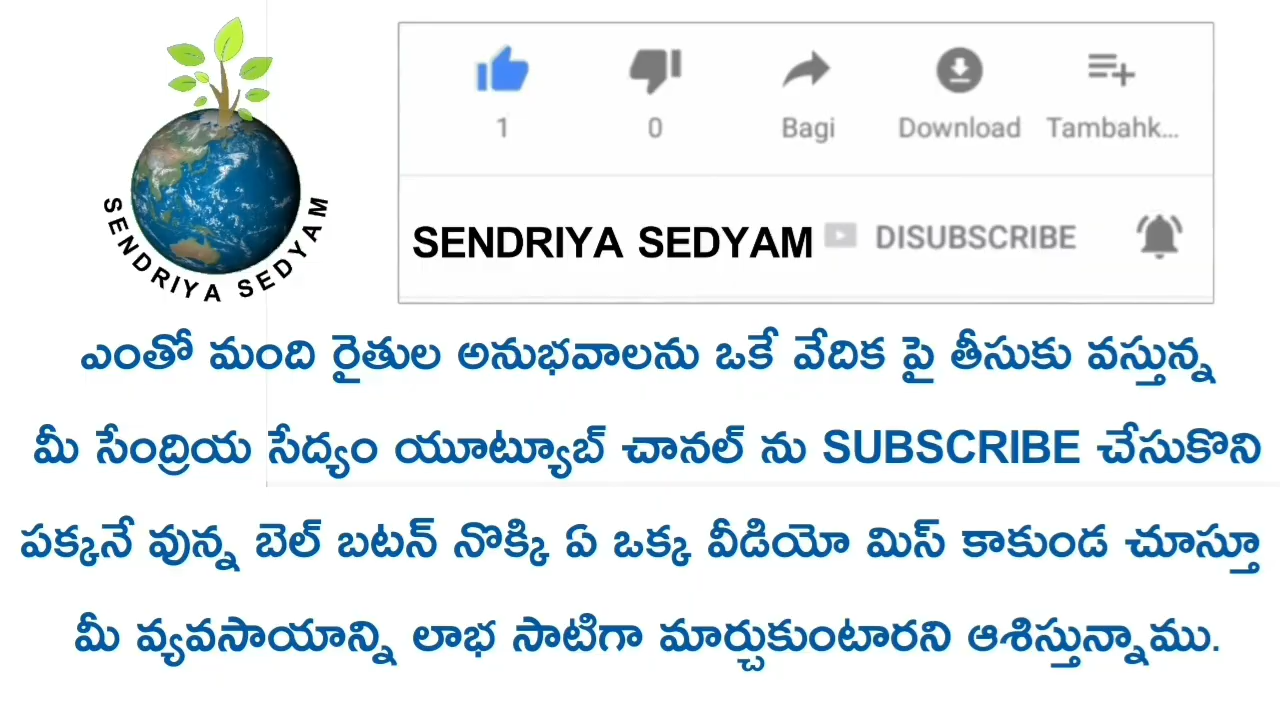 SENDRIYA SEDYAM
1 0 Bagi Download Tambahk...
SENDRIYA SEDYAM DISUBSCRIBE
ఎంతో మంది రైతుల అనుభవాలను ఒకే వేదిక పై తీసుకు వస్తున్న
మీ సేంద్రియ సేద్యం యూట్యూబ్ చానల్ ను SUBSCRIBE చేసుకొని
పక్కనే వున్న బెల్ బటన్ నొక్కి ఏ ఒక్క వీడియో మిస్ కాకుండ చూస్తూ
మీ వ్యవసాయాన్ని లాభ సాటిగా మార్చుకుంటారని ఆశిస్తున్నాము.